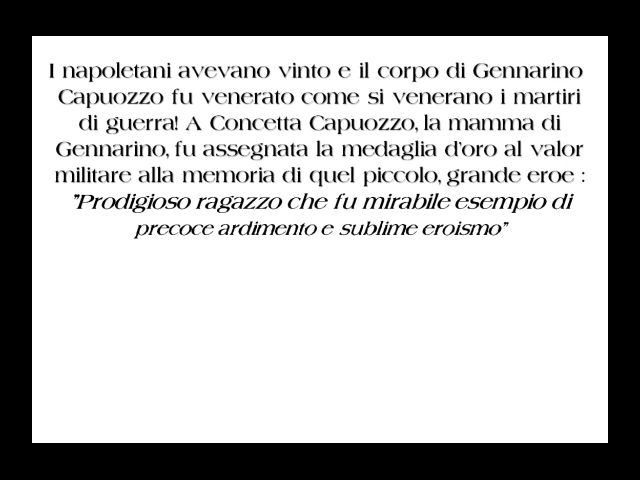 I napoletani avevano vinto e il corpo di Gennarino
Capuozzo fu venerato come si venerano i martiri
di guerra! A Concetta Capuozzo, la mamma di
Gennarino, fu assegnata la medaglia d'oro al valor
militare alla memoria di quel piccolo, grande eroe :
"Prodigioso ragazzo che fu mirabile esempio di
precoce ardimento e sublime eroismo"